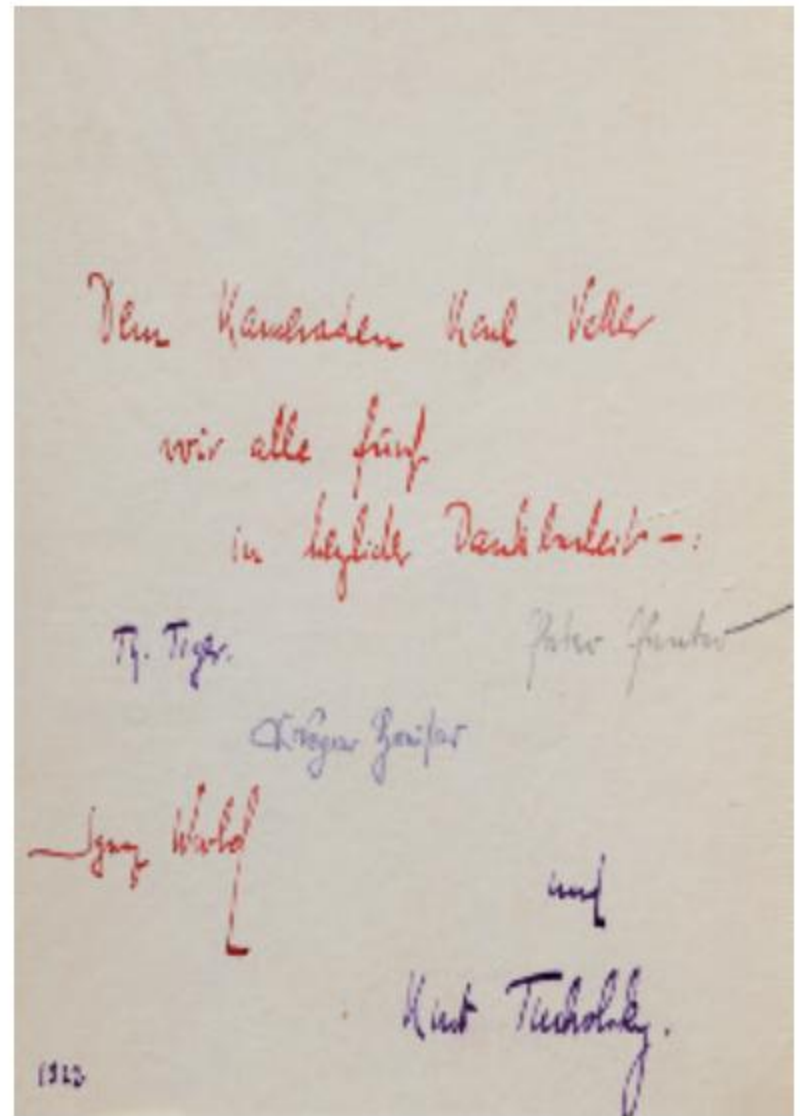 Dem Kameraden Karl Vetter
wir alle fünf
in herzlicher Dankbarkeit –:
Th. Tiger.
Peter Panter
Kaspar Hauser
Ignaz Wrobel
und
Kurt Tucholsky.
1923